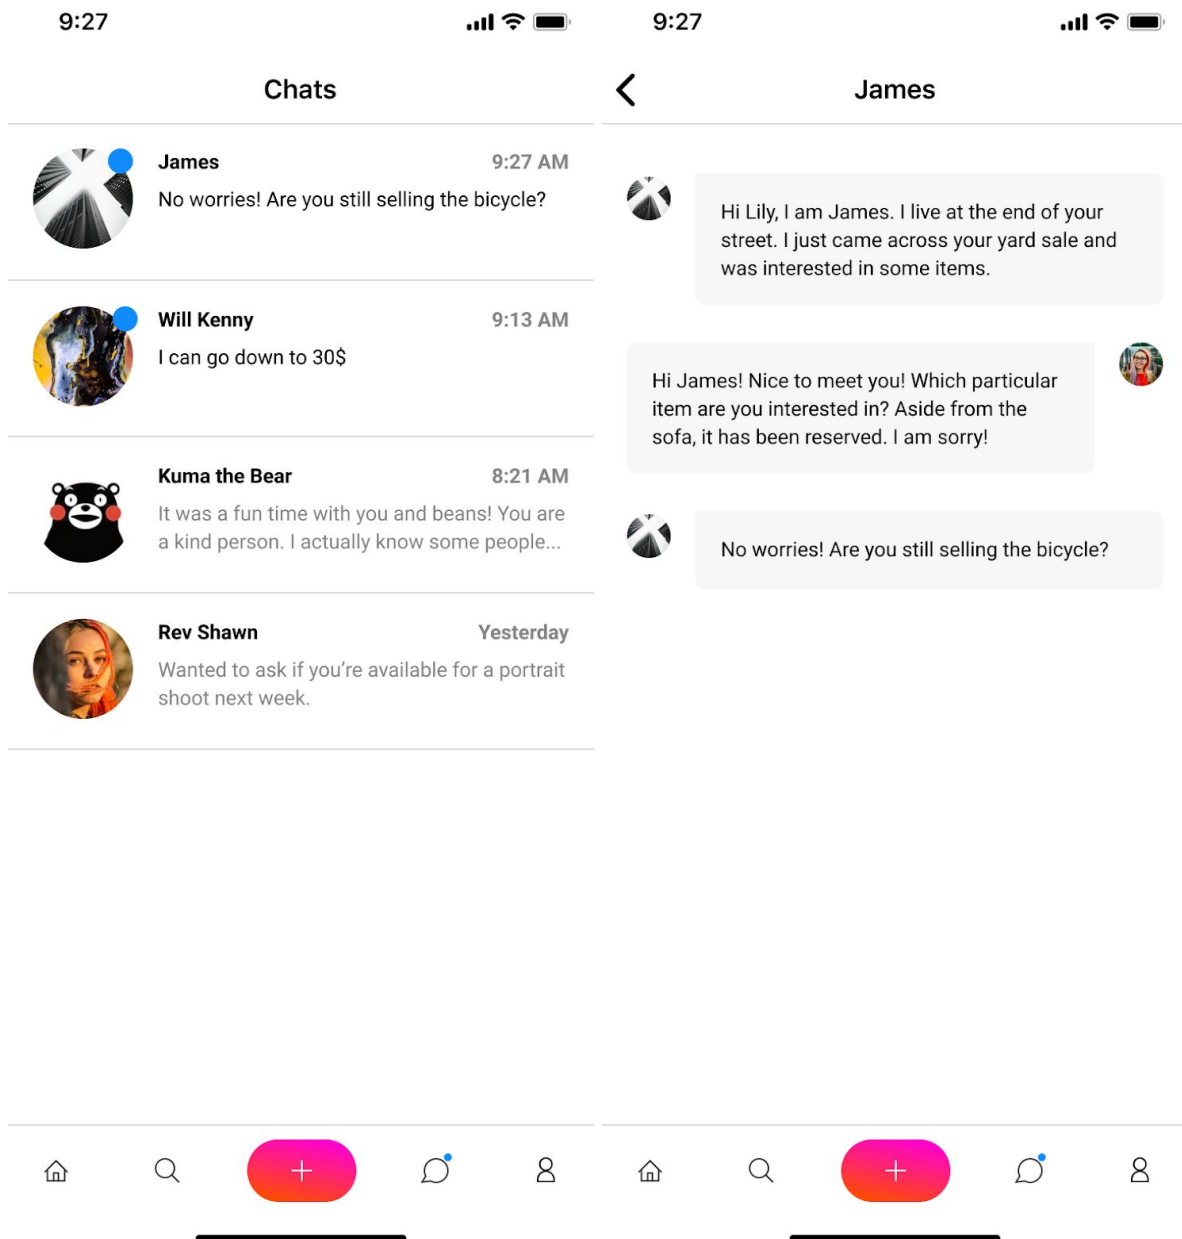 9:27
Chats
James
9:27 AM
No worries! Are you still selling the bicycle?
Will Kenny
9:13 AM
I can go down to 30$
Kuma the Bear
8:21 AM
It was a fun time with you and beans! You are
a kind person. I actually know some people...
Rev Shawn
Yesterday
Wanted to ask if you’re available for a portrait
shoot next week.
9:27
James
Hi Lily, I am James. I live at the end of your
street. I just came across your yard sale and
was interested in some items.
Hi James! Nice to meet you! Which particular
item are you interested in? Aside from the
sofa, it has been reserved. I am sorry!
No worries! Are you still selling the bicycle?